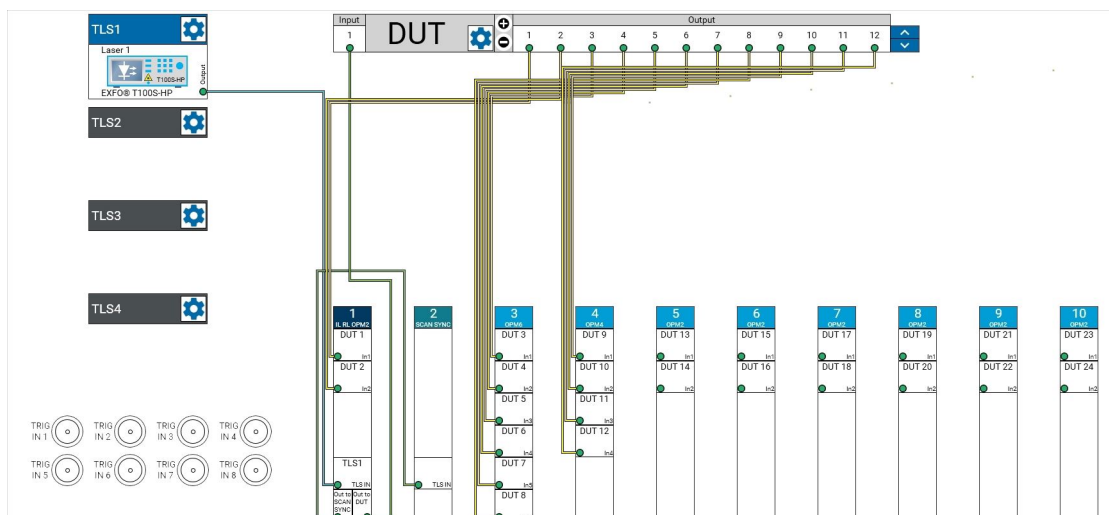 TLS1
Laser 1
T100S-HP
Output
EXFO® T100S-HP
TLS2
TLS3
TLS4
Input
1
DUT
Output
1 2 3 4 5 6 7 8 9 10 11 12
1 2 3 4 5 6 7 8 9 10
IL RL OPM2 SCAN SYNC OPM6 OPM4 OPM2 OPM2 OPM2 OPM2 OPM2 OPM2
DUT 1 DUT 3 DUT 9 DUT 13 DUT 15 DUT 17 DUT 19 DUT 21 DUT 23
In1 In1 In1 In1 In1 In1 In1 In1 In1
DUT 2 DUT 4 DUT 10 DUT 14 DUT 16 DUT 18 DUT 20 DUT 22 DUT 24
In2 In2 In2 In2 In2 In2 In2 In2 In2
DUT 5 DUT 11
In3 In3
DUT 6 DUT 12
In4 In4
TLS1 DUT 7
TLS IN TLS IN In5
Out to SCAN SYNC
Out to DUT
DUT 8
TRIG IN 1 TRIG IN 2 TRIG IN 3 TRIG IN 4
TRIG IN 5 TRIG IN 6 TRIG IN 7 TRIG IN 8